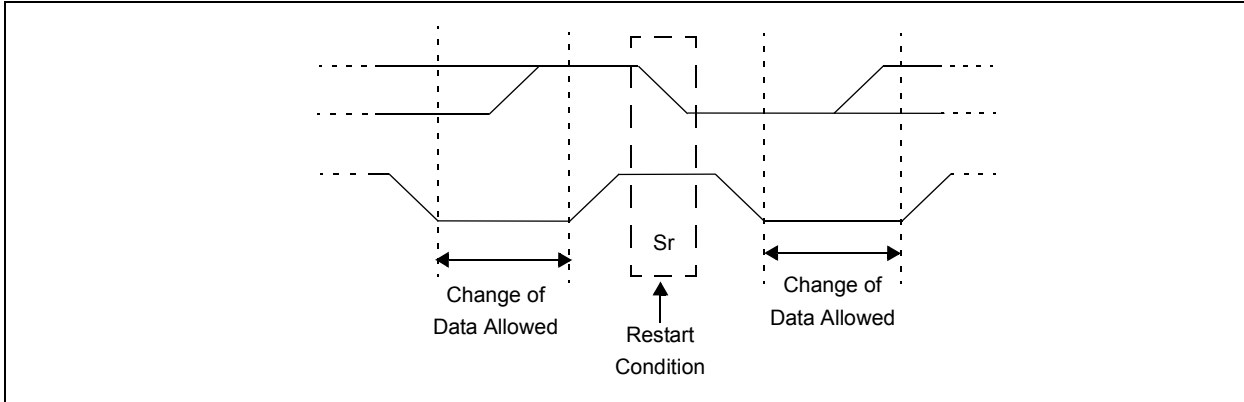 Sr
Change of
Data Allowed
Restart
Condition
Change of
Data Allowed